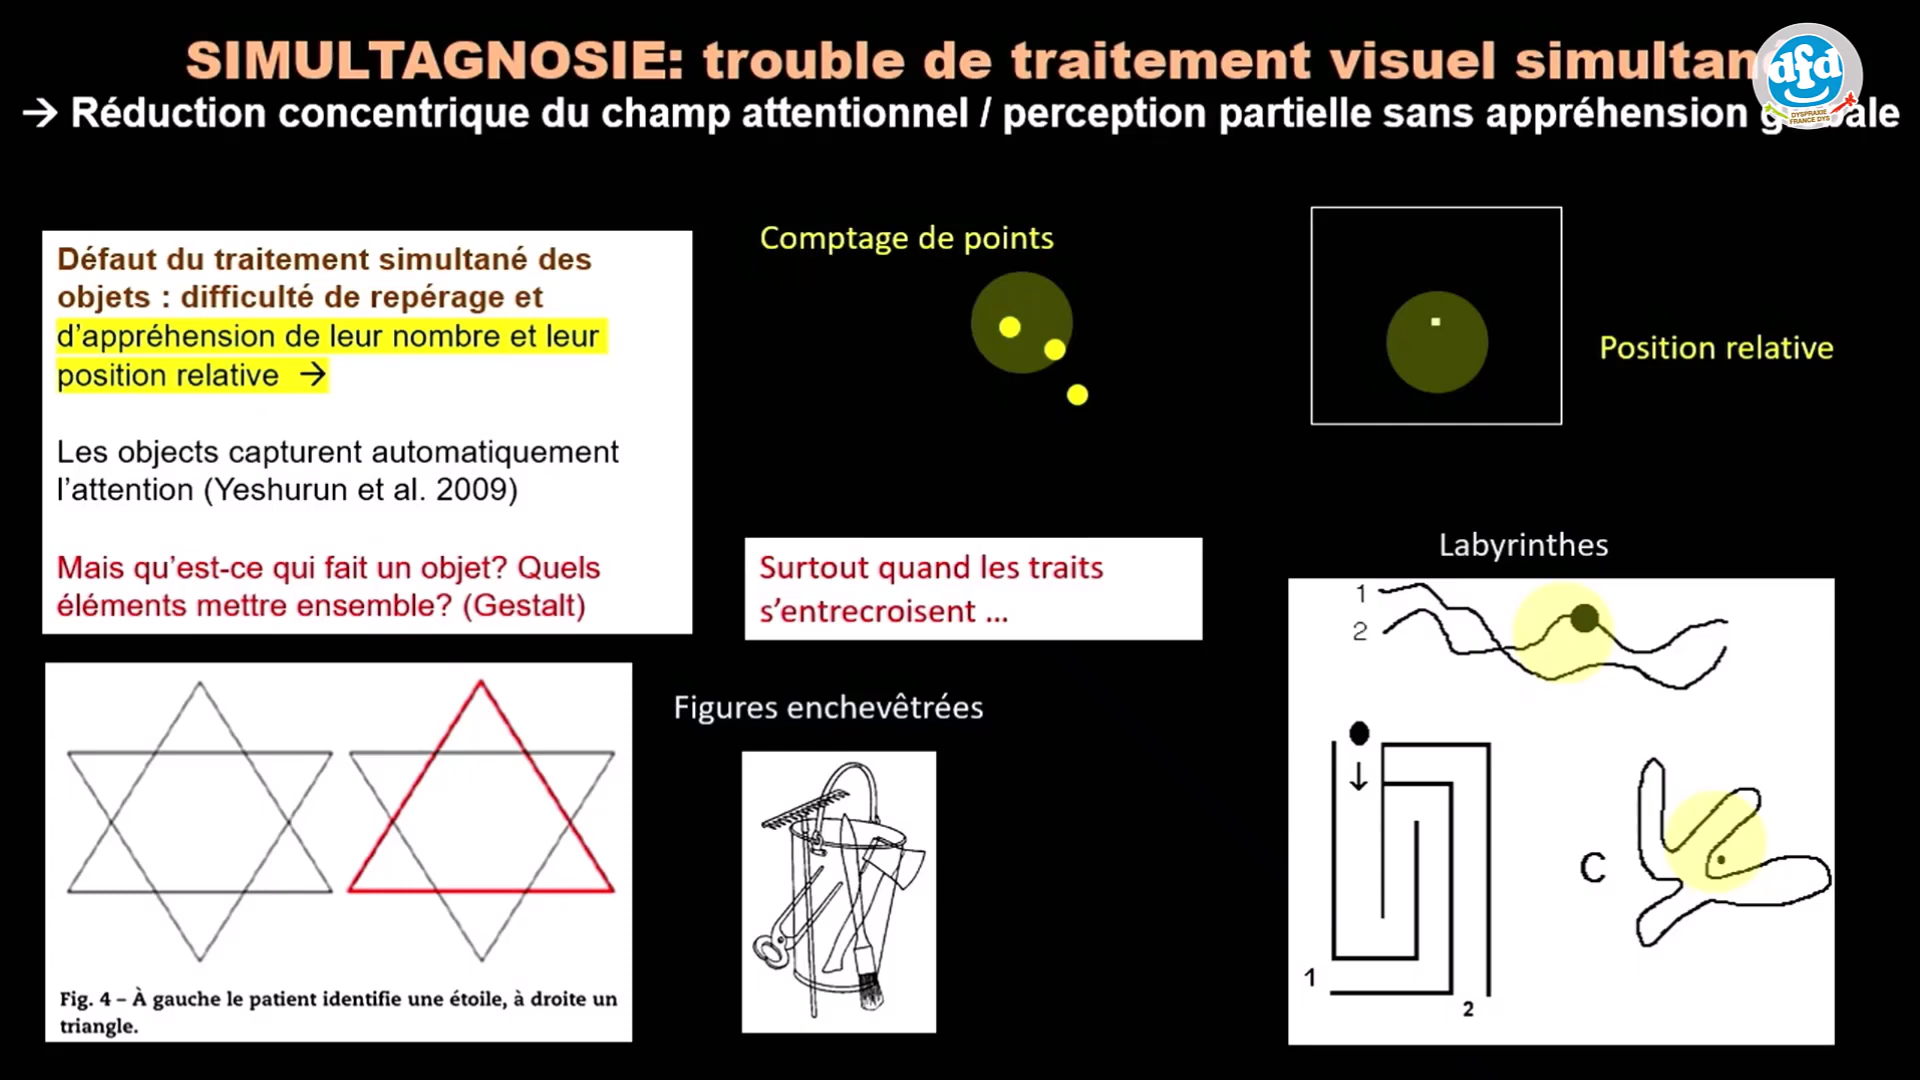 SIMULTAGNOSIE: trouble de traitement visuel simultan
→ Réduction concentrique du champ attentionnel / perception partielle sans appréhension
dfd
DYSPRAXIE
FRANCE DYS
Défaut du traitement simultané des
objets : difficulté de repérage et
d’appréhension de leur nombre et leur
position relative →
Les objects capturent automatiquement
l’attention (Yeshurun et al. 2009)
Mais qu’est-ce qui fait un objet? Quels
éléments mettre ensemble? (Gestalt)
Comptage de points
Position relative
Surtout quand les traits
s’entrecroisent ...
Labyrinthes
1
2
Figures enchevêtrées
C
1
2
Fig. 4 – À gauche le patient identifie une étoile, à droite un
triangle.